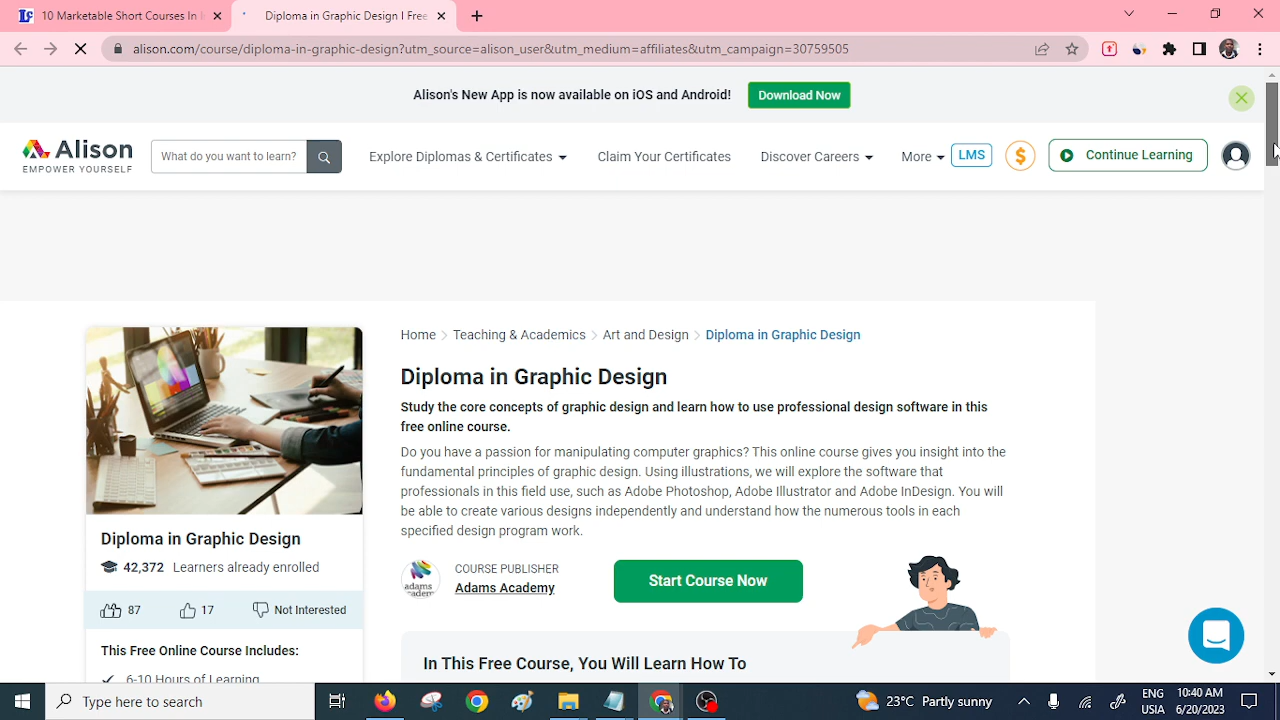 10 Marketable Short Courses In
Diploma in Graphic Design | Free
alison.com/course/diploma-in-graphic-design?utm_source=alison_user&utm_medium=affiliates&utm_campaign=30759505
Alison's New App is now available on iOS and Android!
Download Now
Alison
EMPOWER YOURSELF
What do you want to learn?
Explore Diplomas & Certificates
Claim Your Certificates
Discover Careers
More
LMS
$
Continue Learning
Home > Teaching & Academics > Art and Design > Diploma in Graphic Design
Diploma in Graphic Design
Study the core concepts of graphic design and learn how to use professional design software in this
free online course.
Do you have a passion for manipulating computer graphics? This online course gives you insight into the
fundamental principles of graphic design. Using illustrations, we will explore the software that
professionals in this field use, such as Adobe Photoshop, Adobe Illustrator and Adobe InDesign. You will
be able to create various designs independently and understand how the numerous tools in each
specified design program work.
adams academy
COURSE PUBLISHER
Adams Academy
Start Course Now
In This Free Course, You Will Learn How To
Diploma in Graphic Design
42,372 Learners already enrolled
87
17
Not Interested
This Free Online Course Includes:
6-10 Hours of Learning
Type here to search
23°C Partly sunny
ENG
USIA
10:40 AM
6/20/2023